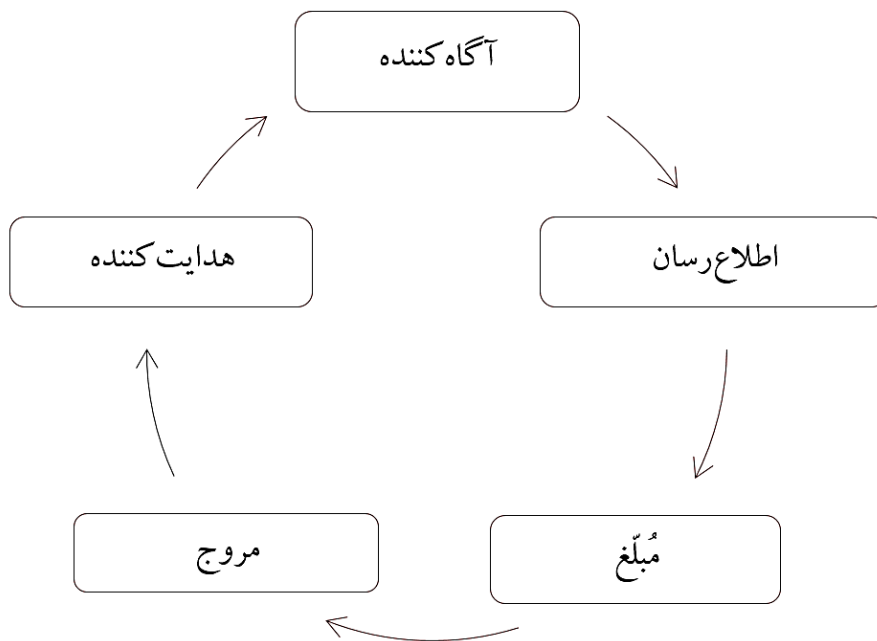 آگاه‌کننده
اطلاع‌رسان
مُبلّغ
مروج
هدایت‌کننده